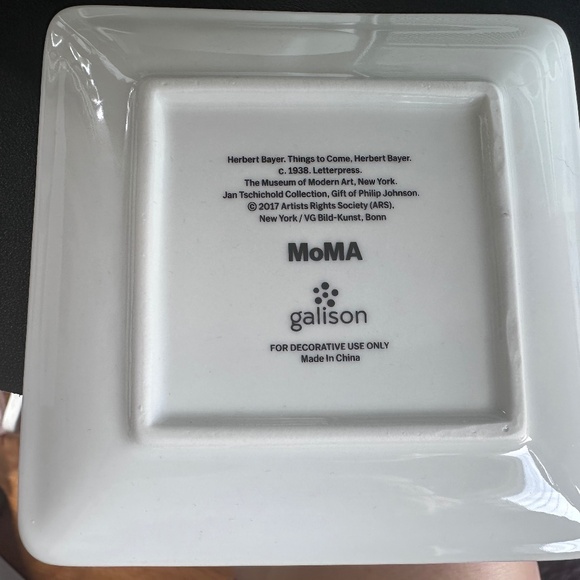 Herbert Bayer. Things to Come, Herbert Bayer.
c. 1938. Letterpress.
The Museum of Modern Art, New York.
Jan Tschichold Collection, Gift of Philip Johnson.
© 2017 Artists Rights Society (ARS).
New York / VG Bild-Kunst, Bonn
MoMA
galison
FOR DECORATIVE USE ONLY
Made In China